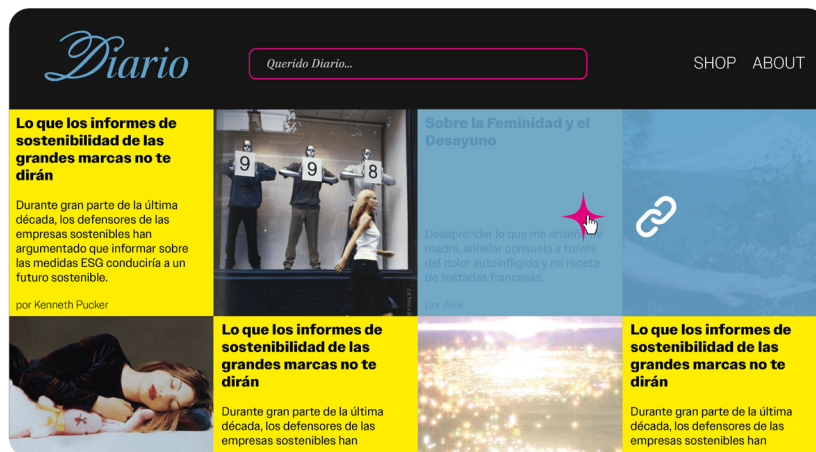 Diario
Querido Diario...
SHOP ABOUT
Lo que los informes de
sostenibilidad de las
grandes marcas no te
dirán
Durante gran parte de la última
década, los defensores de las
empresas sostenibles han
argumentado que informar sobre
las medidas ESG conduciría a un
futuro sostenible.
por Kenneth Pucker
9 9 8
Sobre la Feminidad y el
Desayuno
Desaprender lo que me
madre, anhelar consuelo a través
del dolor autoinfligido y mi receta
de tostadas francesas.
por Alex
Lo que los informes de
sostenibilidad de las
grandes marcas no te
dirán
Durante gran parte de la última
década, los defensores de las
empresas sostenibles han
Lo que los informes de
sostenibilidad de las
grandes marcas no te
dirán
Durante gran parte de la última
década, los defensores de las
empresas sostenibles han